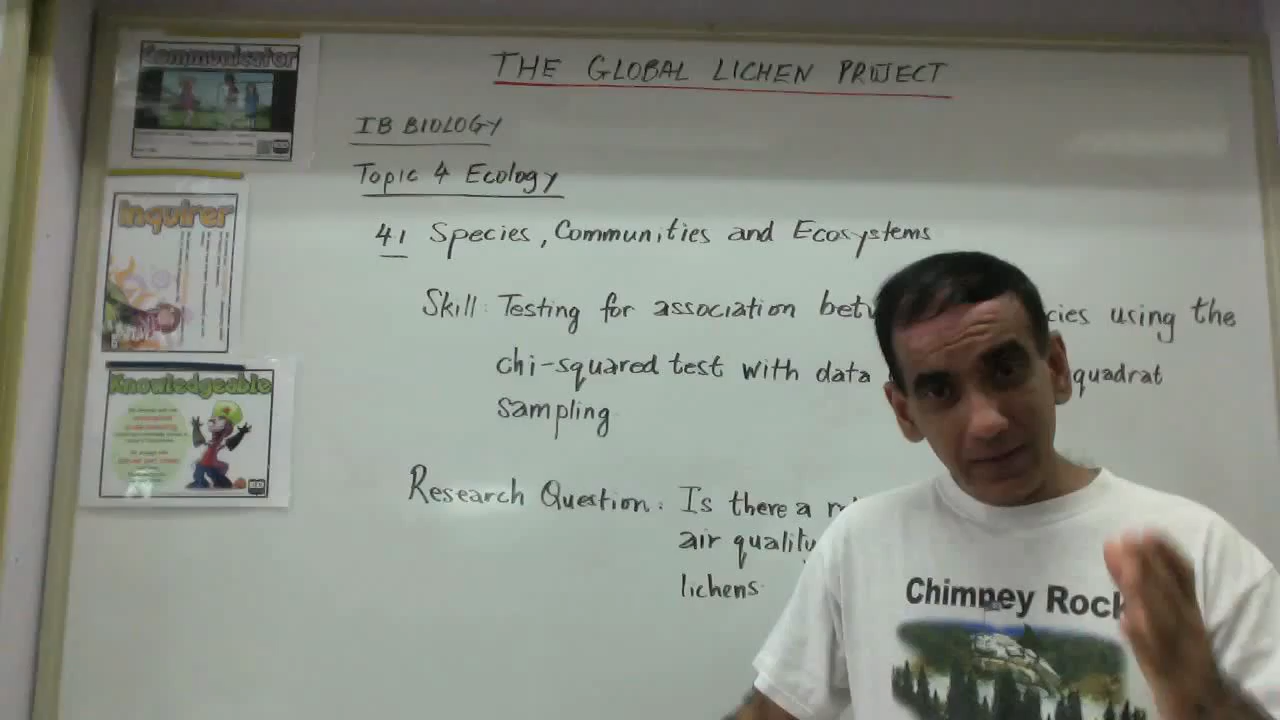 Communicator
Inquirer
Knowledgeable
THE GLOBAL LICHEN PROJECT
IB BIOLOGY
Topic 4 Ecology
4.1 Species, Communities and Ecosystems
Skill: Testing for association cies using the
chi-squared test with data quadrat
sampling
Research Question: Is there a
air quality
lichens
Chimney Rock